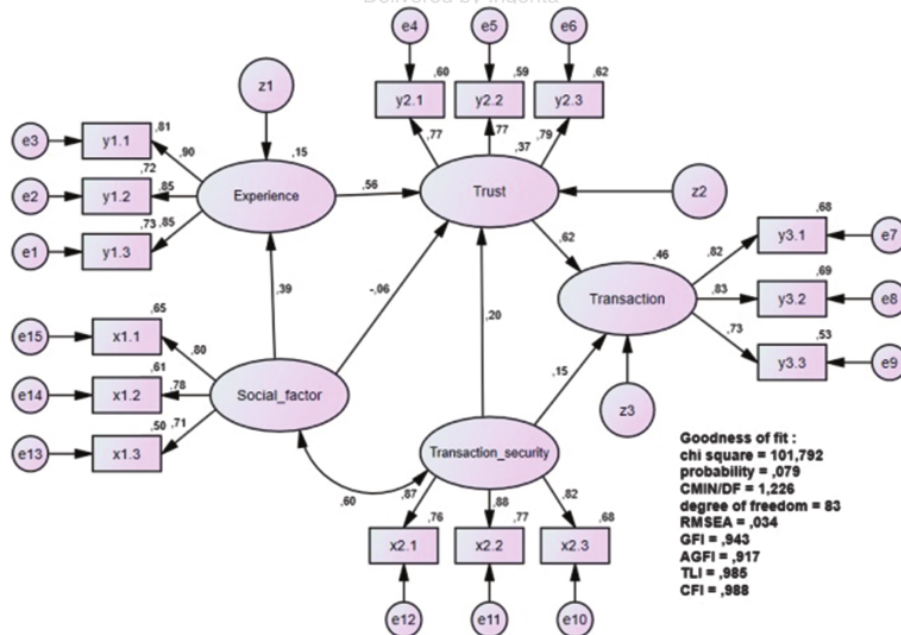 Delivered by Ingenta
e4
e5
e6
,60
,59
,62
y2.1
y2.2
y2.3
z1
,77
,77
,79
,37
e3
y1.1
,81
,90
,15
e2
y1.2
,72
,85
Experience
,56
Trust
z2
e1
y1.3
,73
,85
,68
y3.1
e7
,62
,82
,46
,39
-,06
Transaction
,83
,69
y3.2
e8
,20
,73
,53
y3.3
e9
,65
e15
x1.1
,80
,15
,61
e14
x1.2
,78
Social_factor
z3
,50
,71
e13
x1.3
Transaction_security
,60
,87
,88
,82
,76
,77
,68
x2.1
x2.2
x2.3
e12
e11
e10
Goodness of fit :
chi square = 101,792
probability = ,079
CMIN/DF = 1,226
degree of freedom = 83
RMSEA = ,034
GFI = ,943
AGFI = ,917
TLI = ,985
CFI = ,988